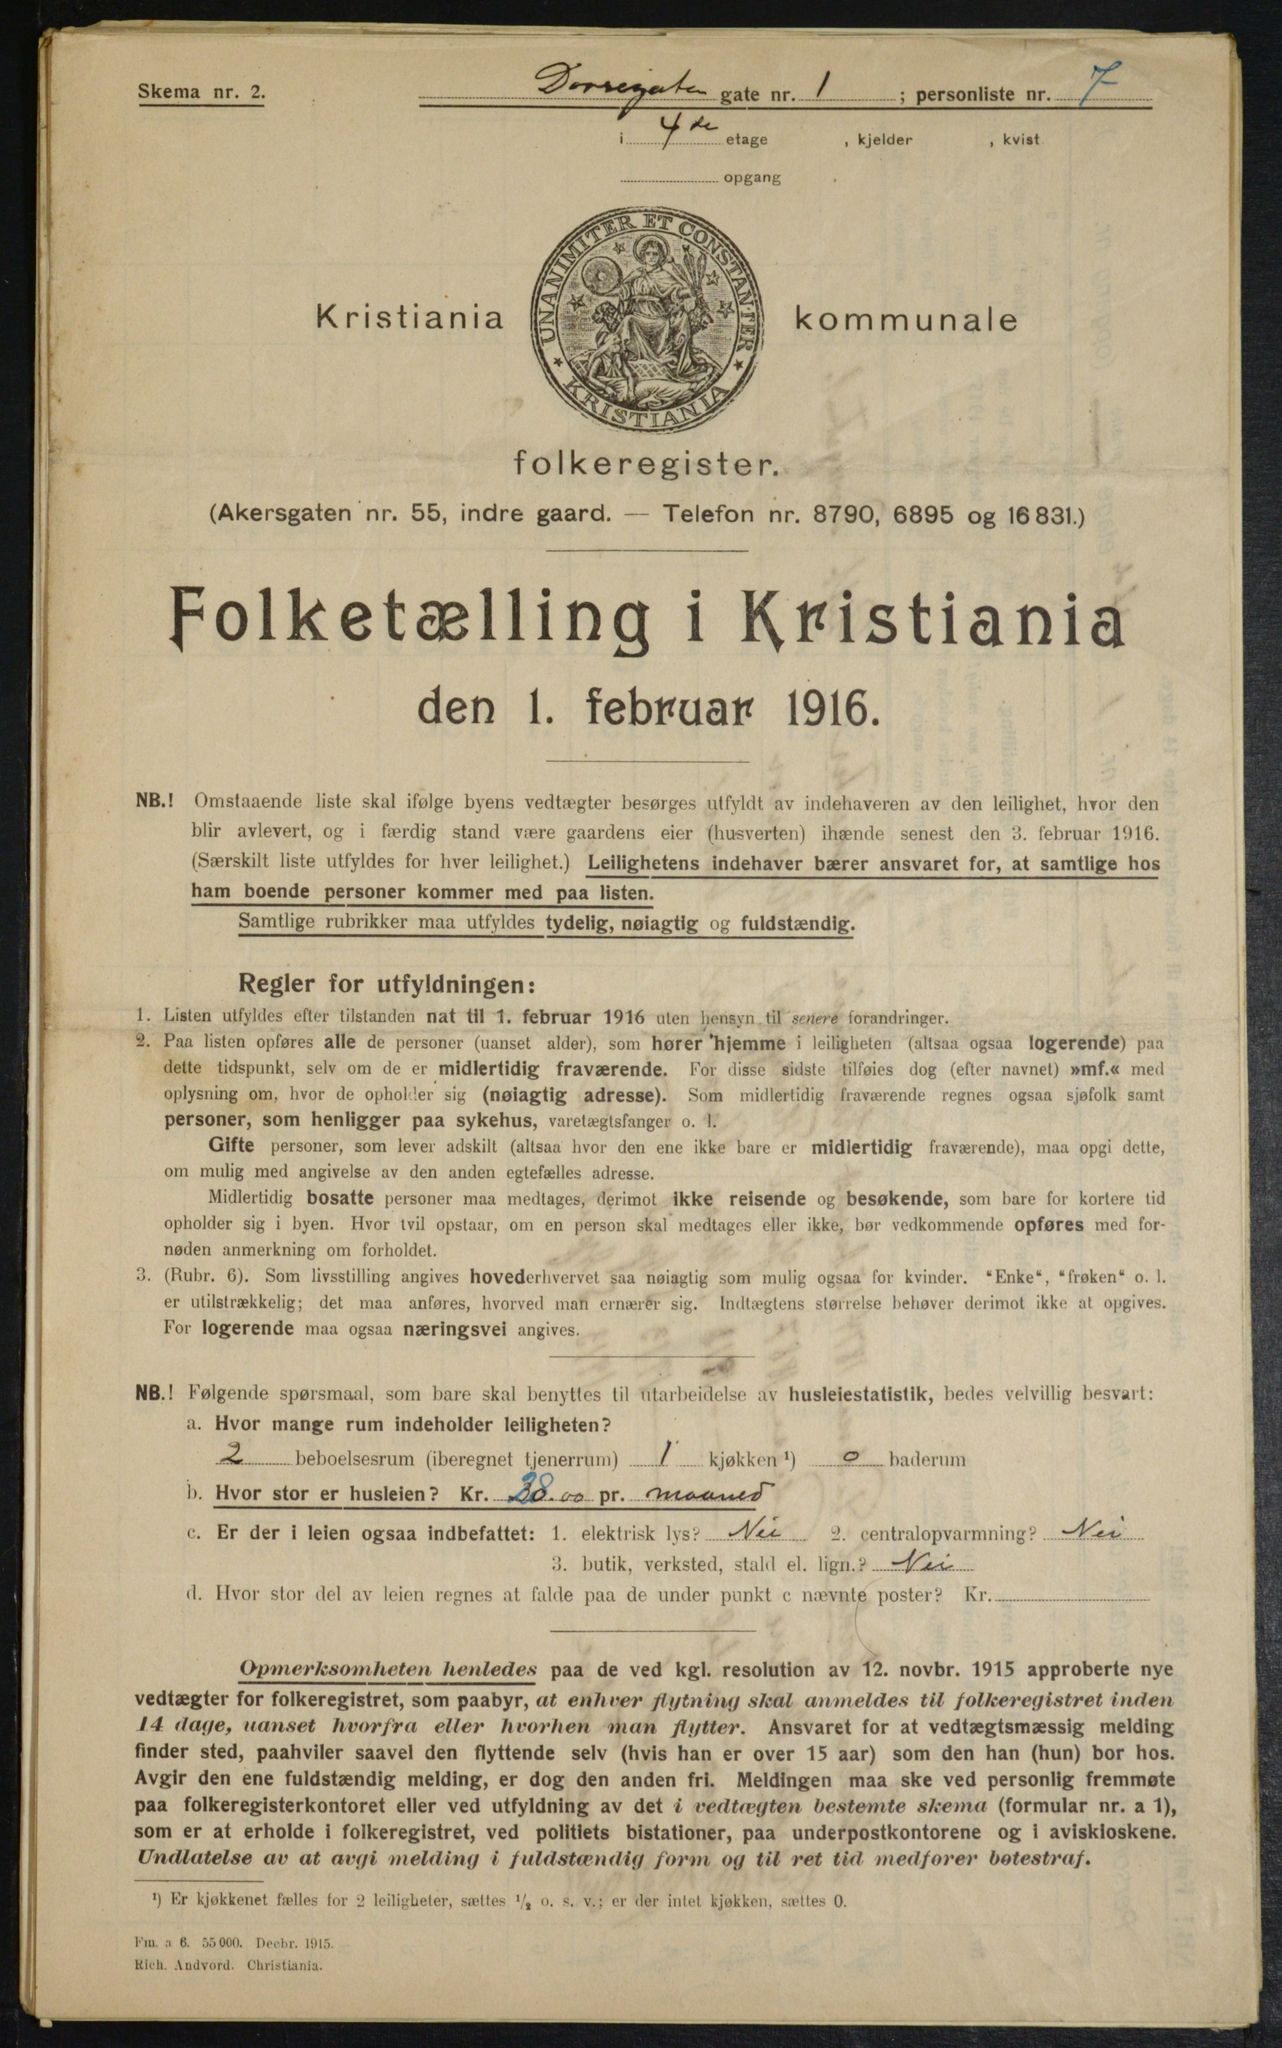 Skema nr. 2.
Dovregaten gate nr. 1 ; personliste nr. 7
i 4de etage , kjelder , kvist
opgang
UNANIMITER ET CONSTANTER
KRISTIANIA
Kristiania kommunale
folkeregister.
(Akersgaten nr. 55, indre gaard. — Telefon nr. 8790, 6895 og 16 831.)
Folketælling i Kristiania
den 1. februar 1916.
NB.! Omstaaende liste skal ifølge byens vedtægter besørges utfyldt av indehaveren av den leilighet, hvor den
blir avlevert, og i færdig stand være gaardens eier (husverten) ihænde senest den 3. februar 1916.
(Særskilt liste utfyldes for hver leilighet.) Leilighetens indehaver bærer ansvaret for, at samtlige hos
ham boende personer kommer med paa listen.
Samtlige rubrikker maa utfyldes tydelig, nøiagtig og fuldstændig.
Regler for utfyldningen:
1. Listen utfyldes efter tilstanden nat til 1. februar 1916 uten hensyn til senere forandringer.
2. Paa listen opføres alle de personer (uanset alder), som hører hjemme i leiligheten (altsaa ogsaa logerende) paa
dette tidspunkt, selv om de er midlertidig fraværende. For disse sidste tilføies dog (efter navnet) »mf.« med
oplysning om, hvor de opholder sig (nøiagtig adresse). Som midlertidig fraværende regnes ogsaa sjøfolk samt
personer, som henligger paa sykehus, varetægtsfanger o. l.
Gifte personer, som lever adskilt (altsaa hvor den ene ikke bare er midlertidig fraværende), maa opgi dette,
om mulig med angivelse av den anden egtefælles adresse.
Midlertidig bosatte personer maa medtages, derimot ikke reisende og besøkende, som bare for kortere tid
opholder sig i byen. Hvor tvil opstaar, om en person skal medtages eller ikke, bør vedkommende opføres med for-
nøden anmerkning om forholdet.
3. (Rubr. 6). Som livsstilling angives hovederhvervet saa nøiagtig som mulig ogsaa for kvinder. "Enke", "frøken" o. l.
er utilstrækkelig; det maa anføres, hvorved man ernærer sig. Indtægtens størrelse behøver derimot ikke at opgives.
For logerende maa ogsaa næringsvei angives.
NB.! Følgende spørsmaal, som bare skal benyttes til utarbeidelse av husleiestatistik, bedes velvillig besvart:
a. Hvor mange rum indeholder leiligheten?
2 beboelsesrum (iberegnet tjenerrum) 1 kjøkken ¹) 0 baderum
b. Hvor stor er husleien? Kr. 28.00 pr. maaned
c. Er der i leien ogsaa indbefattet: 1. elektrisk lys? Nei 2. centralopvarmning? Nei
3. butik, verksted, stald el. lign.? Nei
d. Hvor stor del av leien regnes at falde paa de under punkt c nævnte poster? Kr.
Opmerksomheten henledes paa de ved kgl. resolution av 12. novbr. 1915 approberte nye
vedtægter for folkeregistret, som paabyr, at enhver flytning skal anmeldes til folkeregistret inden
14 dage, uanset hvorfra eller hvorhen man flytter. Ansvaret for at vedtægtsmæssig melding
finder sted, paahviler saavel den flyttende selv (hvis han er over 15 aar) som den han (hun) bor hos.
Avgir den ene fuldstændig melding, er dog den anden fri. Meldingen maa ske ved personlig fremmøte
paa folkeregisterkontoret eller ved utfyldning av det i vedtægten bestemte skema (formular nr. a 1),
som er at erholde i folkeregistret, ved politiets bistationer, paa underpostkontorene og i aviskioskene.
Undlatelse av at avgi melding i fuldstændig form og til ret tid medfører bøtestraf.
¹) Er kjøkkenet fælles for 2 leiligheter, sættes ½ o. s. v.; er der intet kjøkken, sættes 0.
Fm. a 6. 55 000. Decbr. 1915.
Rich. Andvord. Christiania.